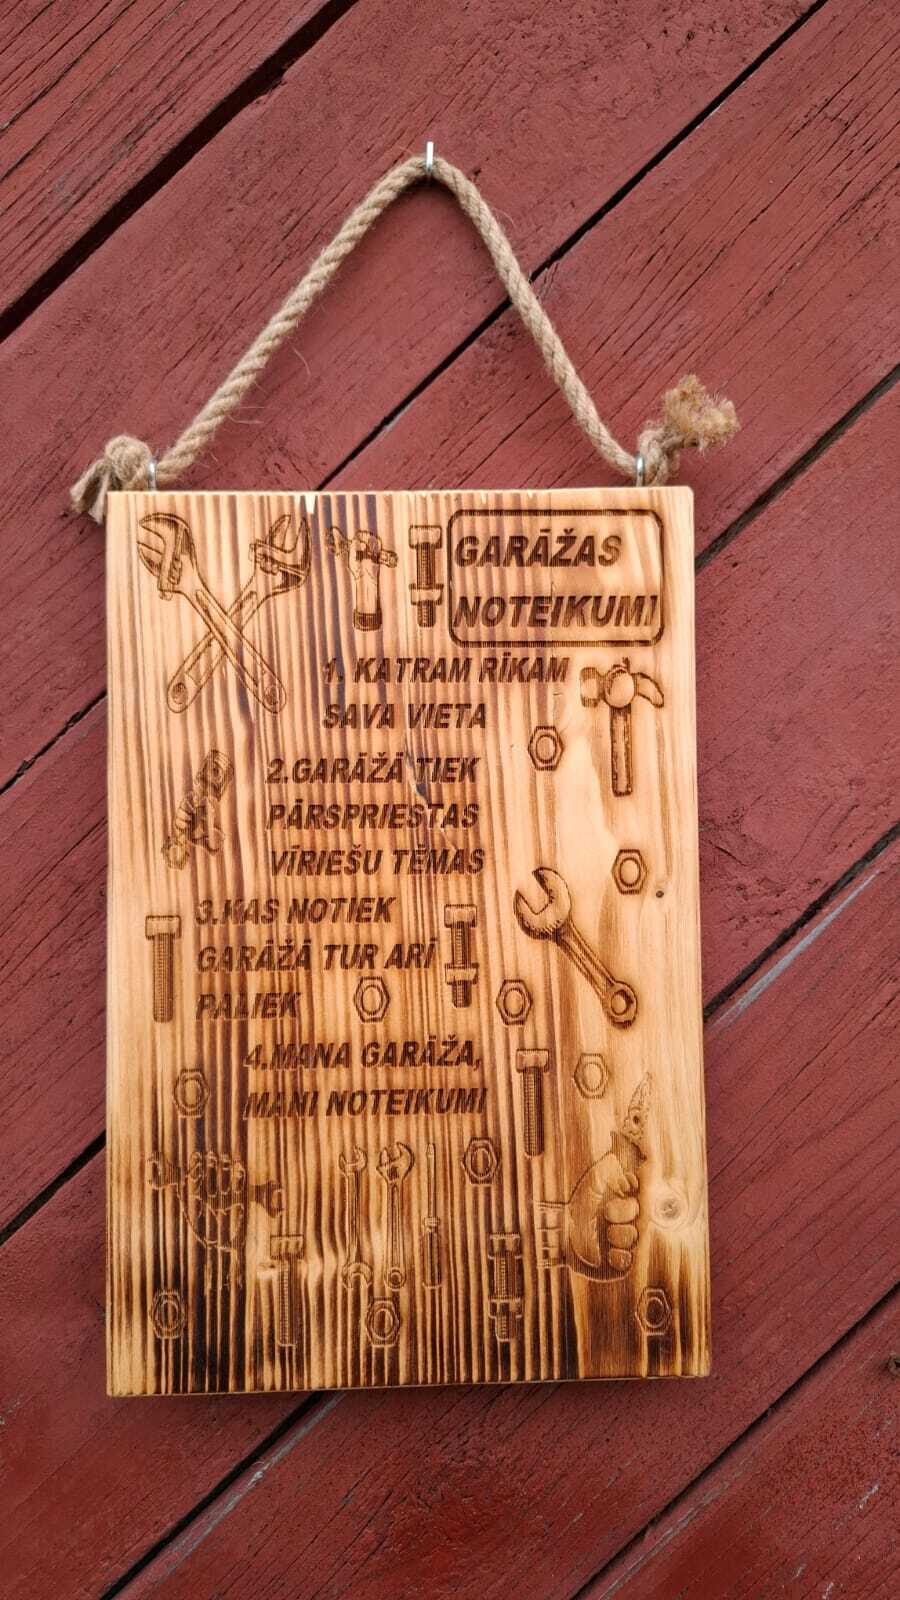 GARĀŽAS
NOTEIKUMI
1. KATRAM RĪKAM
SAVA VIETA
2.GARĀŽĀ TIEK
PĀRSPRIESTAS
VĪRIEŠU TĒMAS
3.KAS NOTIEK
GARĀŽĀ TUR ARĪ
PALIEK
4.MANA GARĀŽA,
MANI NOTEIKUMI